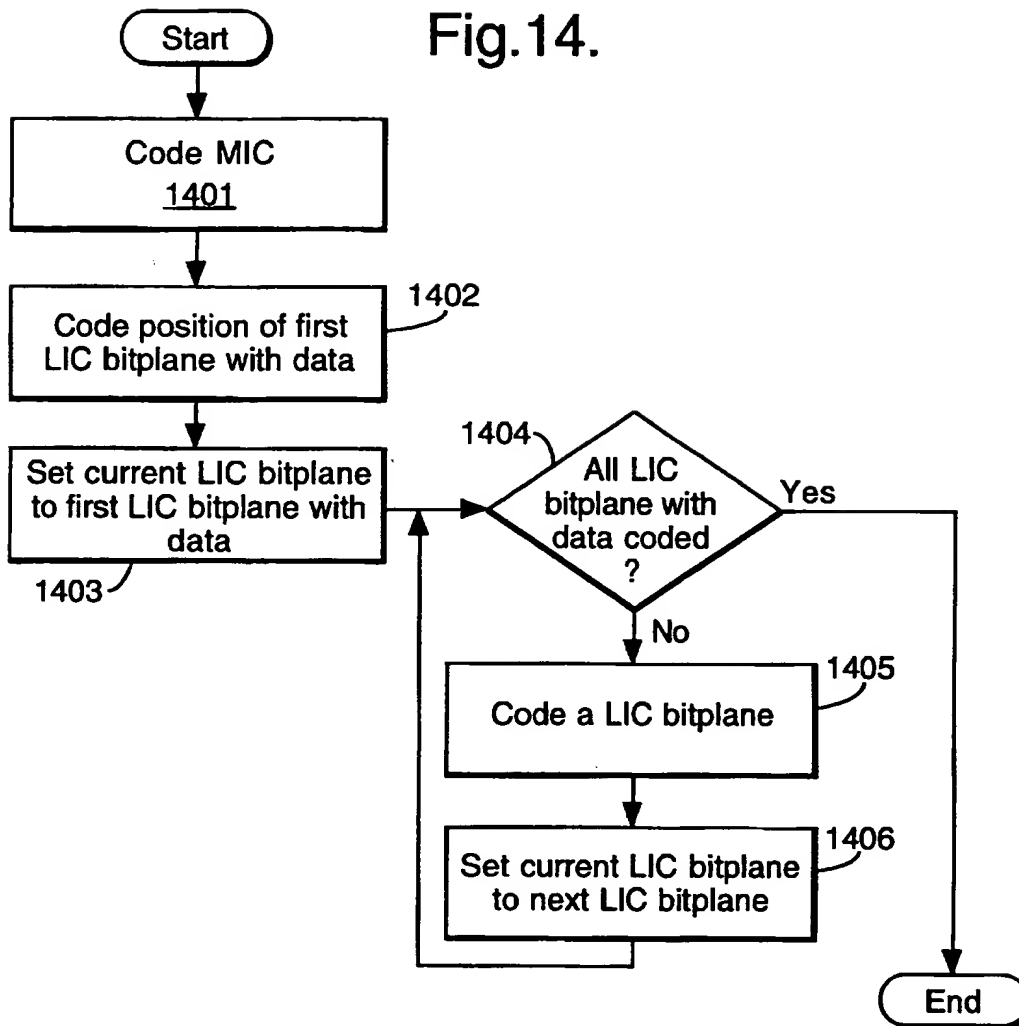 Fig.14.
Start
Code MIC
1401
1402
Code position of first
LIC bitplane with data
Set current LIC bitplane
to first LIC bitplane with
data
1403
1404
All LIC
bitplane with
data coded
?
Yes
No
1405
Code a LIC bitplane
1406
Set current LIC bitplane
to next LIC bitplane
End